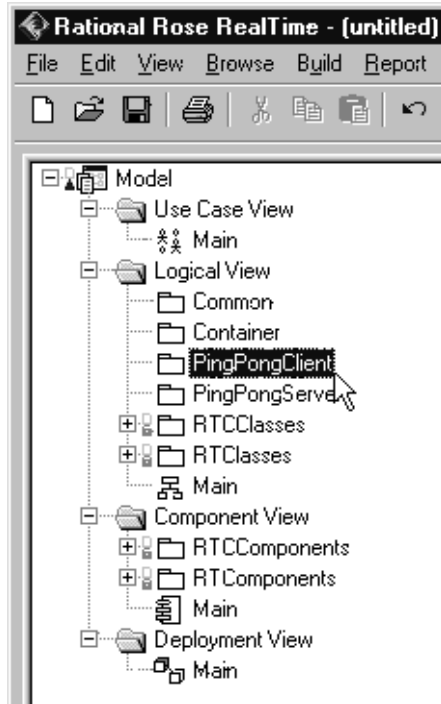 Rational Rose RealTime - (untitled)
File Edit View Browse Build Report
Model
Use Case View
Main
Logical View
Common
Container
PingPongClient
PingPongServe
RTCClasses
RTClasses
Main
Component View
RTCComponents
RTComponents
Main
Deployment View
Main